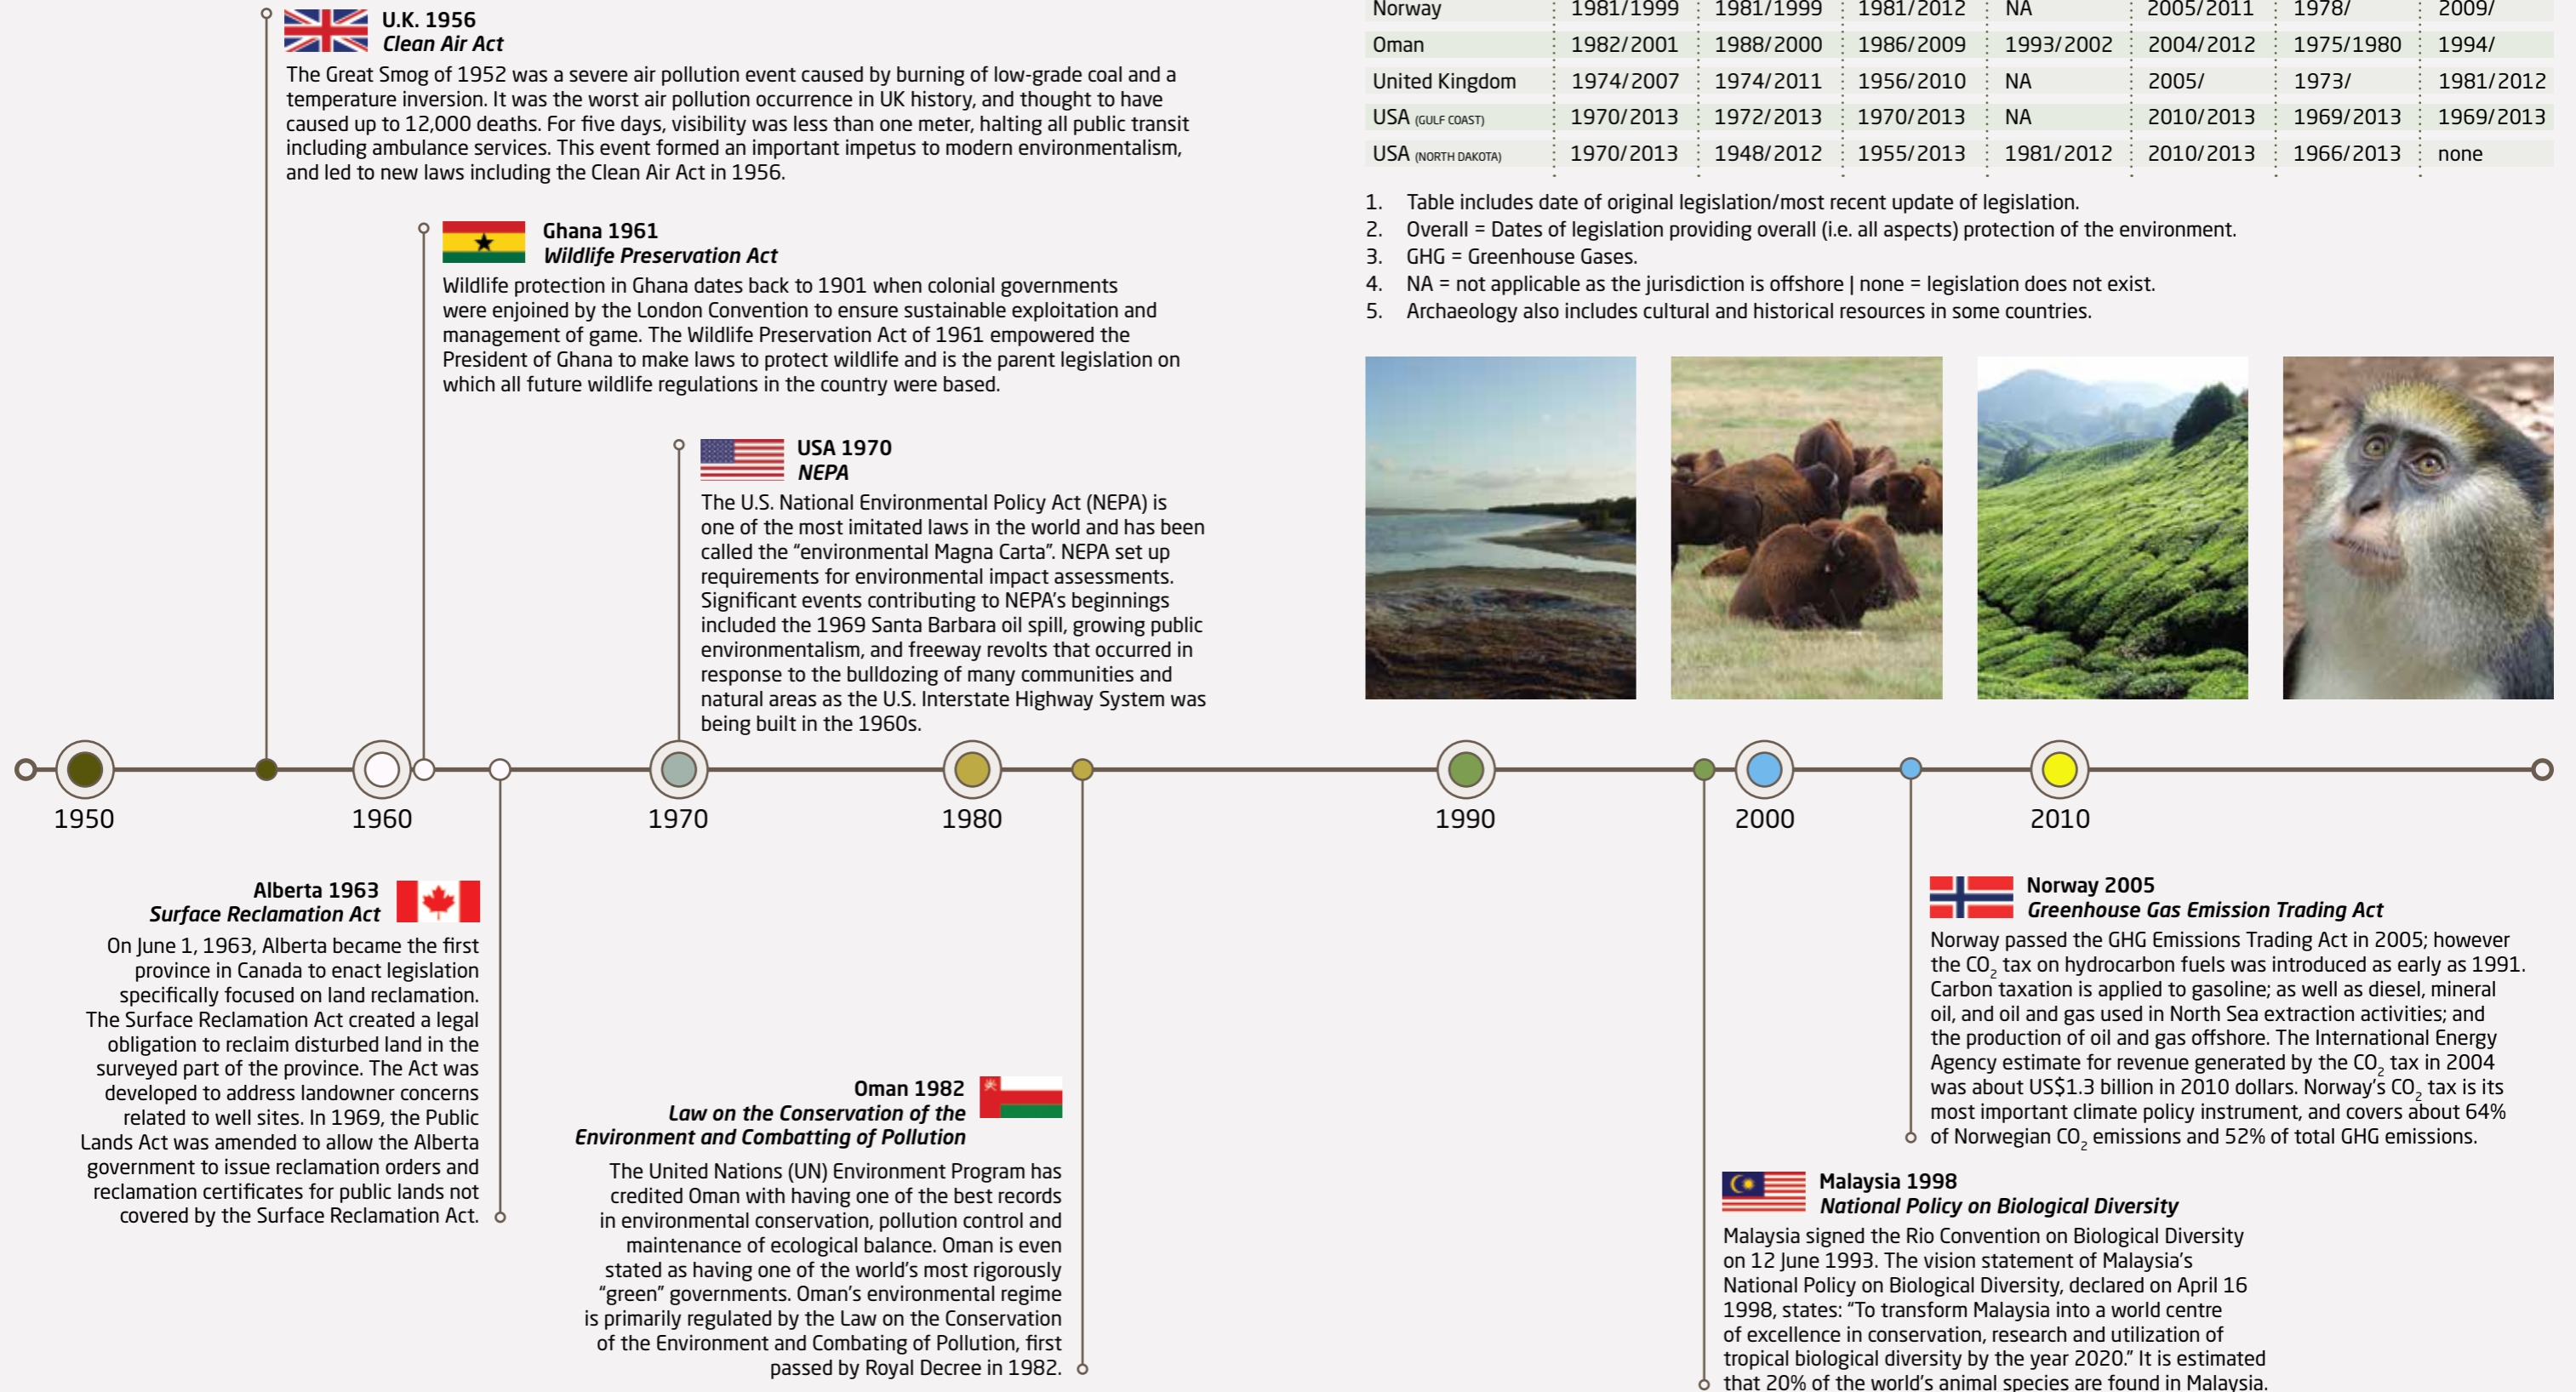 U.K. 1956
Clean Air Act
The Great Smog of 1952 was a severe air pollution event caused by burning of low-grade coal and a
temperature inversion. It was the worst air pollution occurrence in UK history, and thought to have
caused up to 12,000 deaths. For five days, visibility was less than one meter, halting all public transit
including ambulance services. This event formed an important impetus to modern environmentalism,
and led to new laws including the Clean Air Act in 1956.
Ghana 1961
Wildlife Preservation Act
Wildlife protection in Ghana dates back to 1901 when colonial governments
were enjoined by the London Convention to ensure sustainable exploitation and
management of game. The Wildlife Preservation Act of 1961 empowered the
President of Ghana to make laws to protect wildlife and is the parent legislation on
which all future wildlife regulations in the country were based.
USA 1970
NEPA
The U.S. National Environmental Policy Act (NEPA) is
one of the most imitated laws in the world and has been
called the “environmental Magna Carta”. NEPA set up
requirements for environmental impact assessments.
Significant events contributing to NEPA’s beginnings
included the 1969 Santa Barbara oil spill, growing public
environmentalism, and freeway revolts that occurred in
response to the bulldozing of many communities and
natural areas as the U.S. Interstate Highway System was
being built in the 1960s.
Norway 1981/1999 1981/1999 1981/2012 NA 2005/2011 1978/ 2009/
Oman 1982/2001 1988/2000 1986/2009 1993/2002 2004/2012 1975/1980 1994/
United Kingdom 1974/2007 1974/2011 1956/2010 NA 2005/ 1973/ 1981/2012
USA (GULF COAST) 1970/2013 1972/2013 1970/2013 NA 2010/2013 1969/2013 1969/2013
USA (NORTH DAKOTA) 1970/2013 1948/2012 1955/2013 1981/2012 2010/2013 1966/2013 none
1. Table includes date of original legislation/most recent update of legislation.
2. Overall = Dates of legislation providing overall (i.e. all aspects) protection of the environment.
3. GHG = Greenhouse Gases.
4. NA = not applicable as the jurisdiction is offshore | none = legislation does not exist.
5. Archaeology also includes cultural and historical resources in some countries.
1950 1960 1970 1980 1990 2000 2010
Alberta 1963
Surface Reclamation Act
On June 1, 1963, Alberta became the first
province in Canada to enact legislation
specifically focused on land reclamation.
The Surface Reclamation Act created a legal
obligation to reclaim disturbed land in the
surveyed part of the province. The Act was
developed to address landowner concerns
related to well sites. In 1969, the Public
Lands Act was amended to allow the Alberta
government to issue reclamation orders and
reclamation certificates for public lands not
covered by the Surface Reclamation Act.
Oman 1982
Law on the Conservation of the
Environment and Combatting of Pollution
The United Nations (UN) Environment Program has
credited Oman with having one of the best records
in environmental conservation, pollution control and
maintenance of ecological balance. Oman is even
stated as having one of the world’s most rigorously
“green” governments. Oman’s environmental regime
is primarily regulated by the Law on the Conservation
of the Environment and Combating of Pollution, first
passed by Royal Decree in 1982.
Norway 2005
Greenhouse Gas Emission Trading Act
Norway passed the GHG Emissions Trading Act in 2005; however
the CO₂ tax on hydrocarbon fuels was introduced as early as 1991.
Carbon taxation is applied to gasoline; as well as diesel, mineral
oil, and oil and gas used in North Sea extraction activities; and
the production of oil and gas offshore. The International Energy
Agency estimate for revenue generated by the CO₂ tax in 2004
was about US$1.3 billion in 2010 dollars. Norway’s CO₂ tax is its
most important climate policy instrument, and covers about 64%
of Norwegian CO₂ emissions and 52% of total GHG emissions.
Malaysia 1998
National Policy on Biological Diversity
Malaysia signed the Rio Convention on Biological Diversity
on 12 June 1993. The vision statement of Malaysia’s
National Policy on Biological Diversity, declared on April 16
1998, states: “To transform Malaysia into a world centre
of excellence in conservation, research and utilization of
tropical biological diversity by the year 2020.” It is estimated
that 20% of the world’s animal species are found in Malaysia.